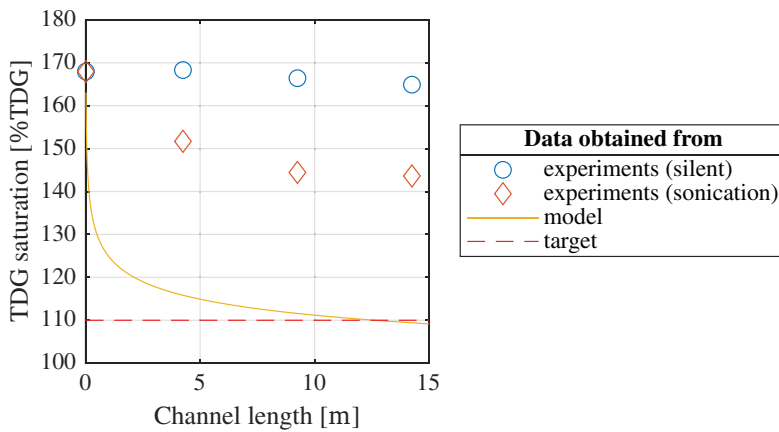 180
170
160
150
140
130
120
110
100
TDG saturation [%TDG]
0
5
10
15
Channel length [m]
Data obtained from
experiments (silent)
experiments (sonication)
model
target